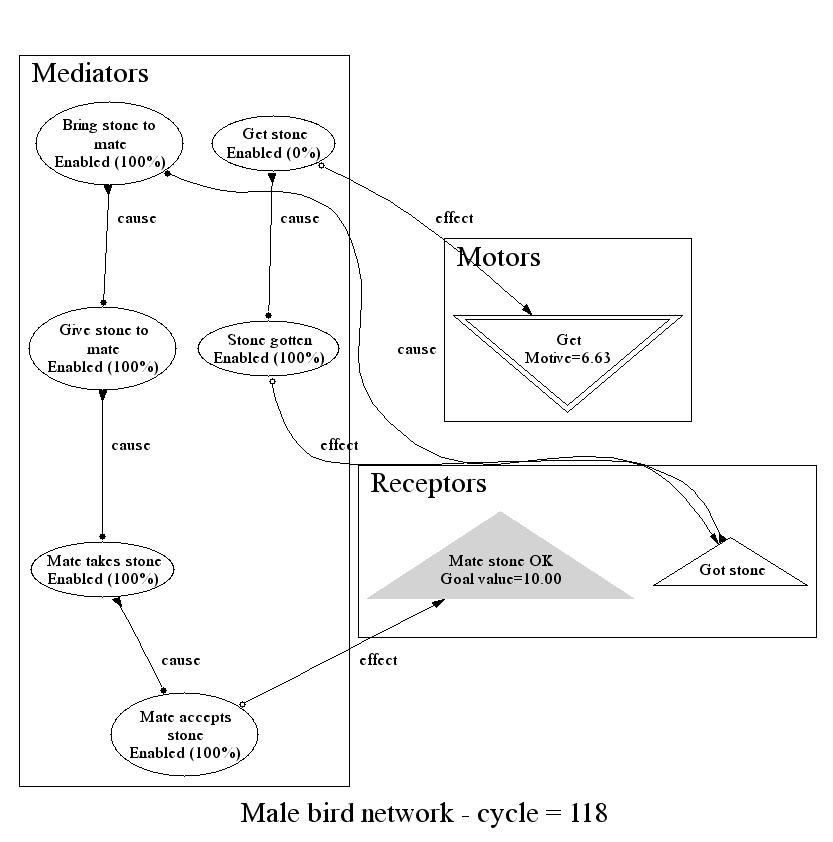 Mediators
Bring stone to
mate
Enabled (100%)
Get stone
Enabled (0%)
cause
cause
effect
Motors
Give stone to
mate
Enabled (100%)
Stone gotten
Enabled (100%)
cause
Get
Motive=6.63
cause
effect
Receptors
Mate takes stone
Enabled (100%)
Mate stone OK
Goal value=10.00
Got stone
cause
effect
Mate accepts
stone
Enabled (100%)
Male bird network - cycle = 118